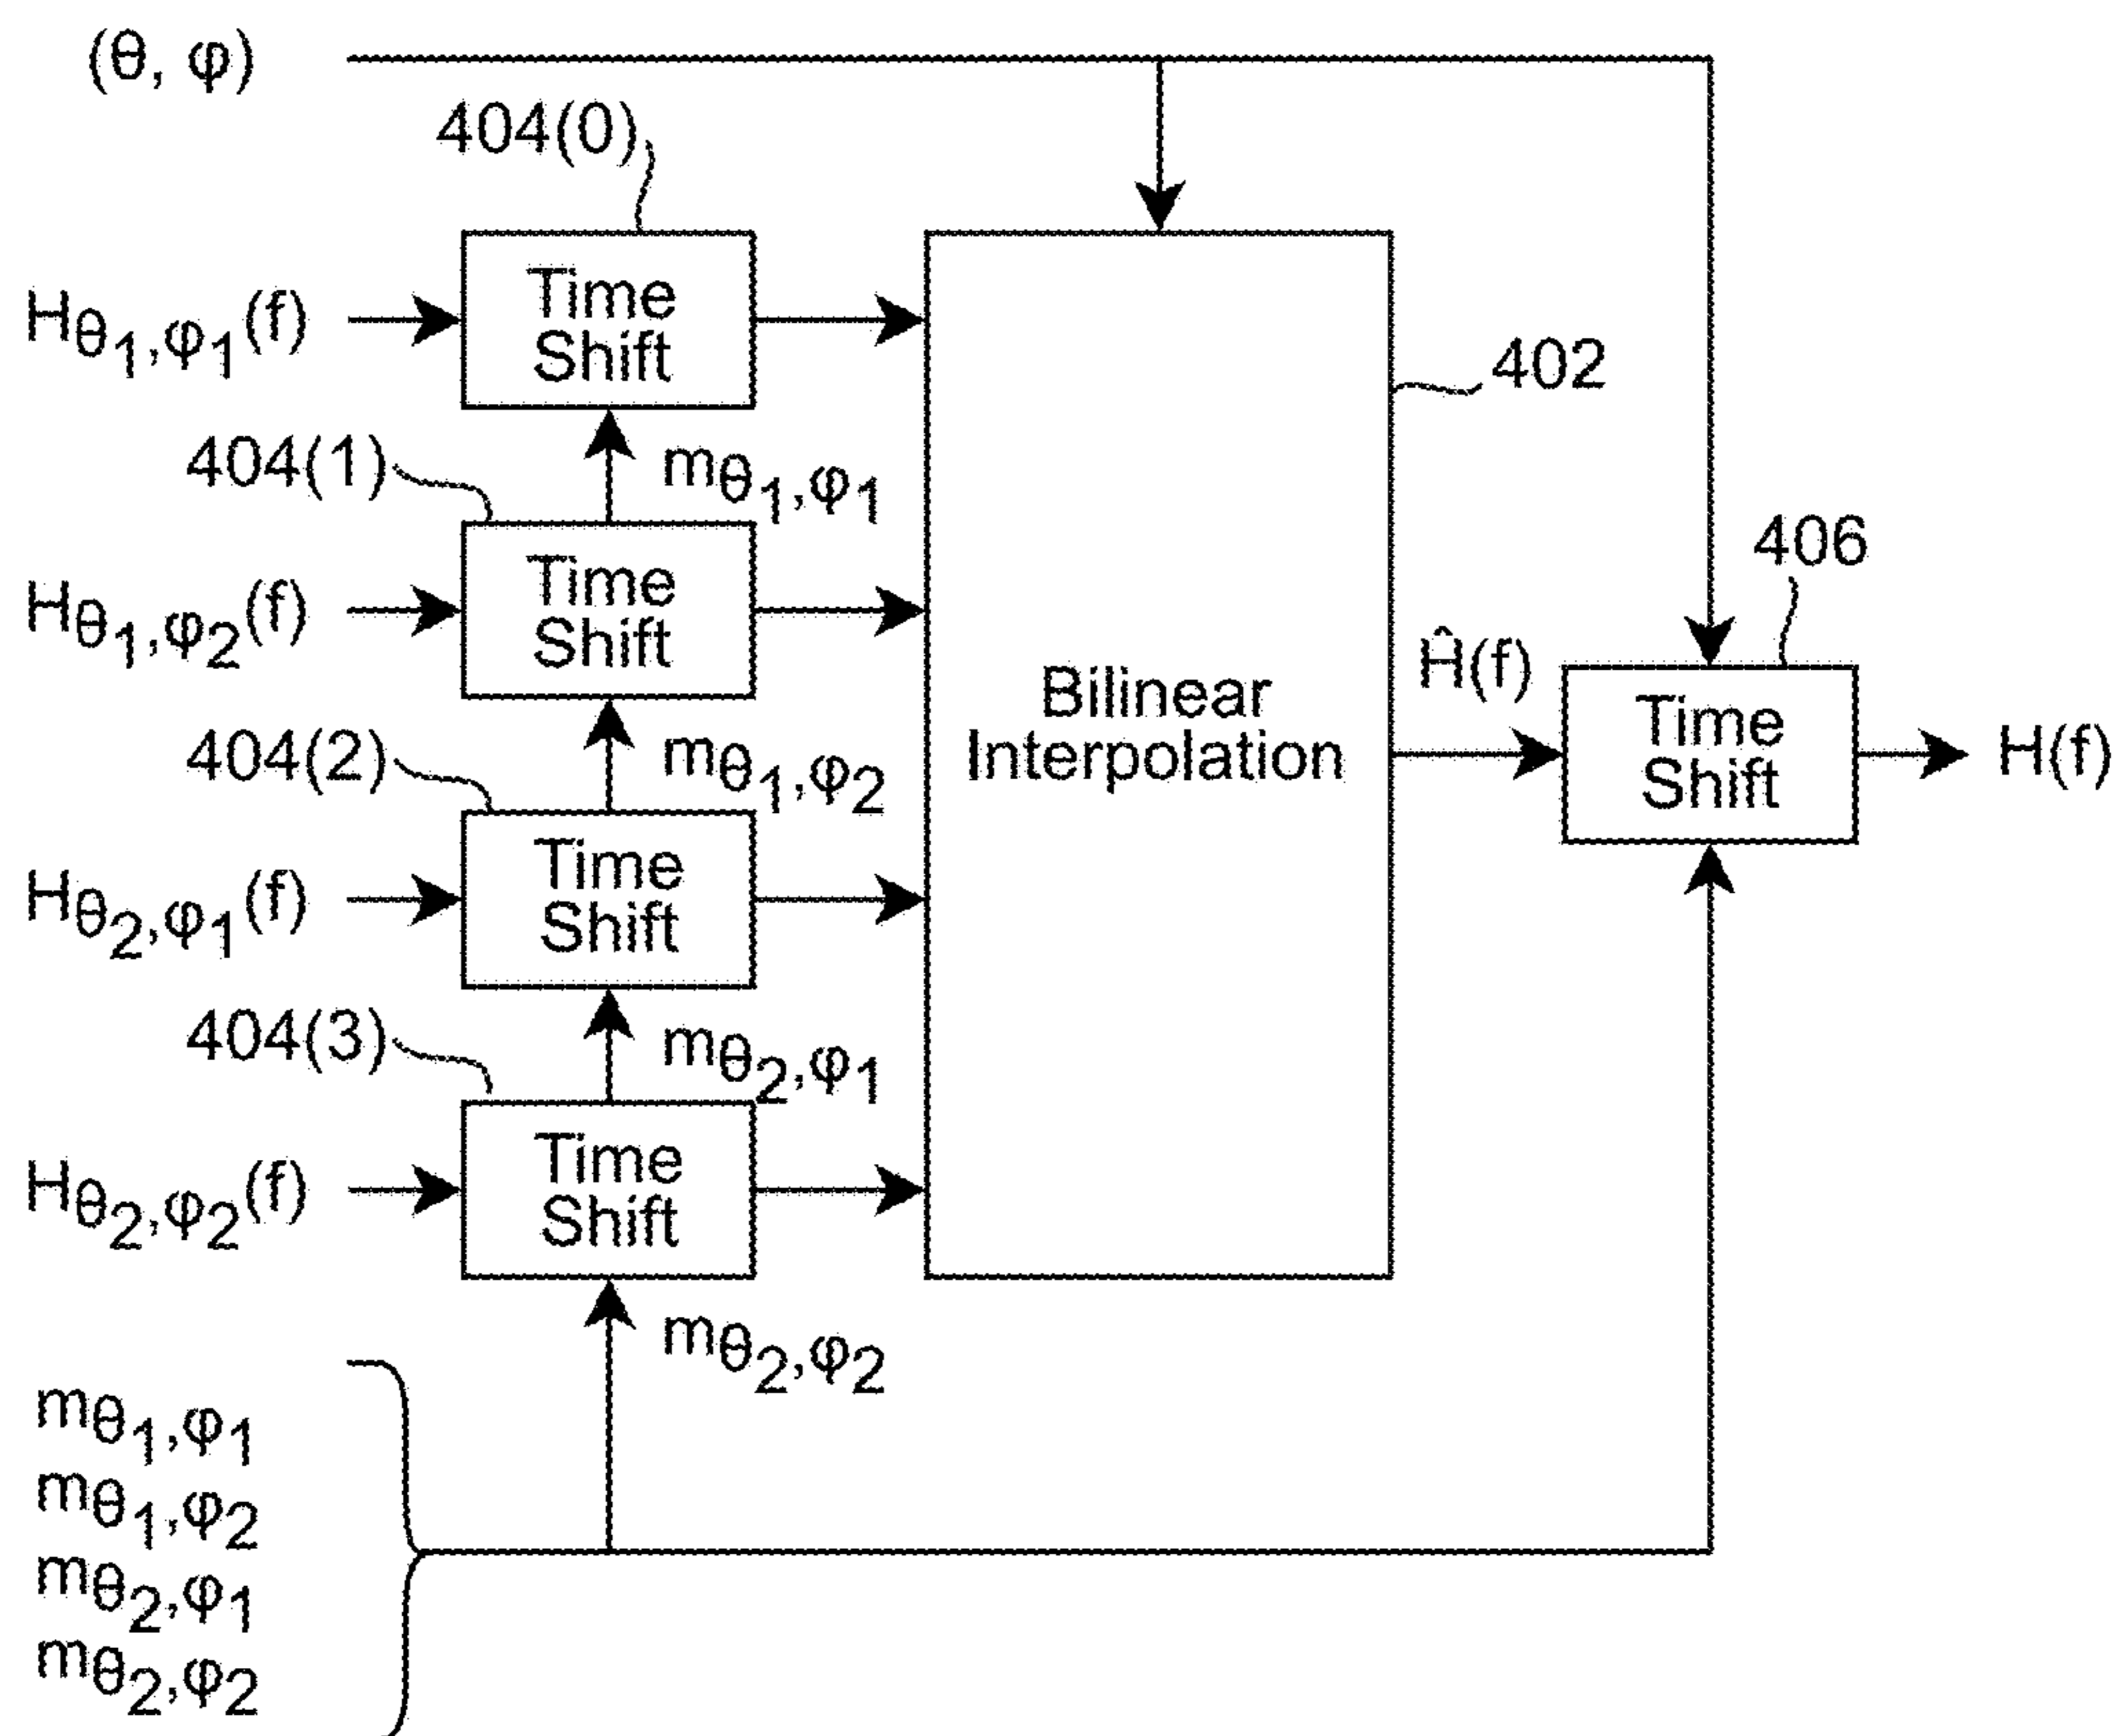 (θ, φ)
404(0)
Time
Shift
Hθ1,φ1(f)
402
404(1)
mθ1,φ1
406
Time
Shift
Hθ1,φ2(f)
Bilinear
Interpolation
Ĥ(f)
Time
Shift
H(f)
404(2)
mθ1,φ2
Time
Shift
Hθ2,φ1(f)
404(3)
mθ2,φ1
Time
Shift
Hθ2,φ2(f)
mθ2,φ2
mθ1,φ1
mθ1,φ2
mθ2,φ1
mθ2,φ2